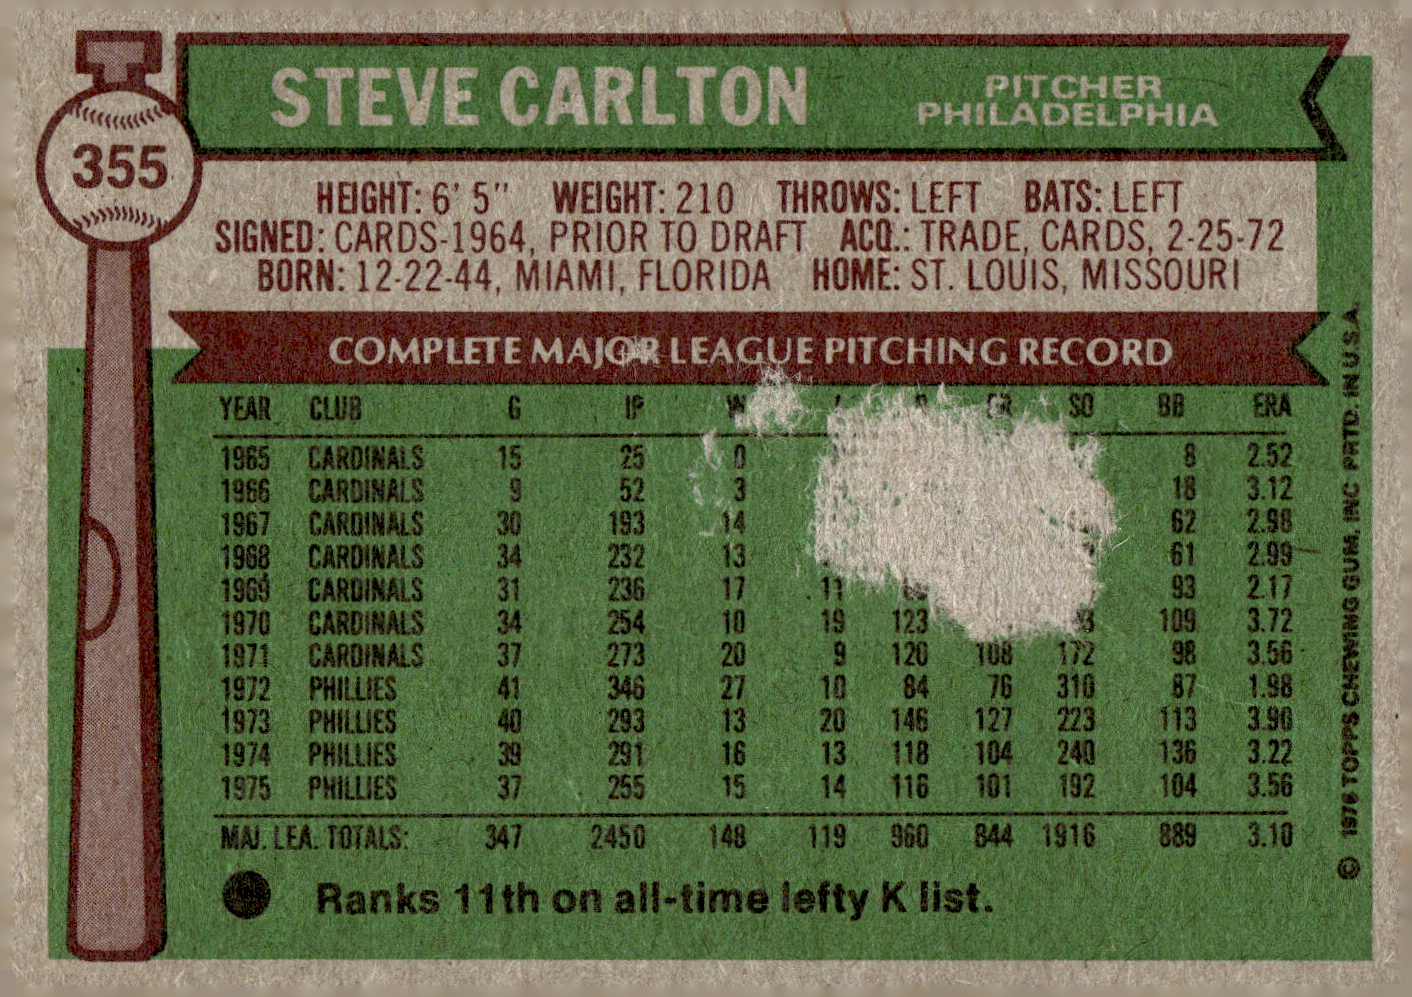 355
STEVE CARLTON
PITCHER
PHILADELPHIA
HEIGHT: 6' 5" WEIGHT: 210 THROWS: LEFT BATS: LEFT
SIGNED: CARDS-1964, PRIOR TO DRAFT ACQ.: TRADE, CARDS, 2-25-72
BORN: 12-22-44, MIAMI, FLORIDA HOME: ST. LOUIS, MISSOURI
COMPLETE MAJOR LEAGUE PITCHING RECORD
YEAR CLUB G IP W SO BB ERA
1965 CARDINALS 15 25 0 8 2.52
1966 CARDINALS 9 52 3 18 3.12
1967 CARDINALS 30 193 14 62 2.98
1968 CARDINALS 34 232 13 61 2.99
1969 CARDINALS 31 236 17 11 93 2.17
1970 CARDINALS 34 254 10 19 123 109 3.72
1971 CARDINALS 37 273 20 9 120 108 172 98 3.56
1972 PHILLIES 41 346 27 10 84 76 310 87 1.98
1973 PHILLIES 40 293 13 20 146 127 223 113 3.90
1974 PHILLIES 39 291 16 13 118 104 240 136 3.22
1975 PHILLIES 37 255 15 14 116 101 192 104 3.56
MAJ. LEA. TOTALS: 347 2450 148 119 960 844 1916 889 3.10
Ranks 11th on all-time lefty K list.
© 1976 TOPPS CHEWING GUM, INC PRTD. IN U.S.A.